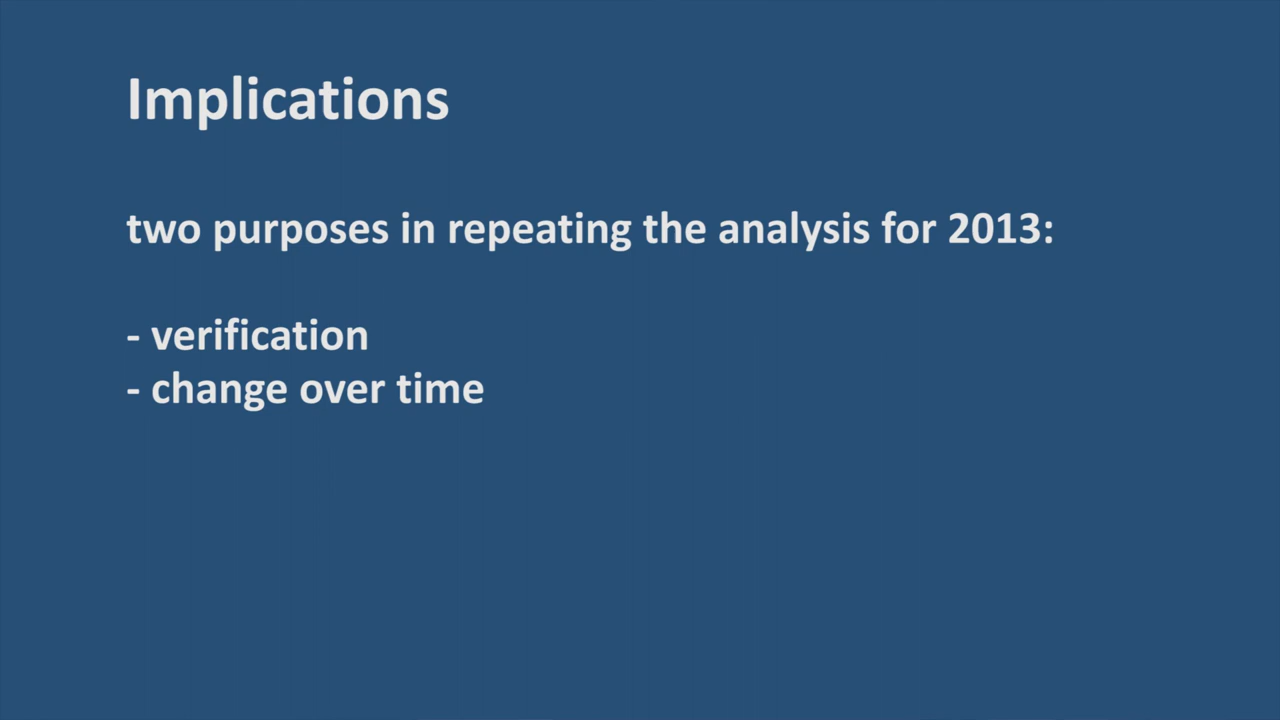 Implications
two purposes in repeating the analysis for 2013:
- verification
- change over time